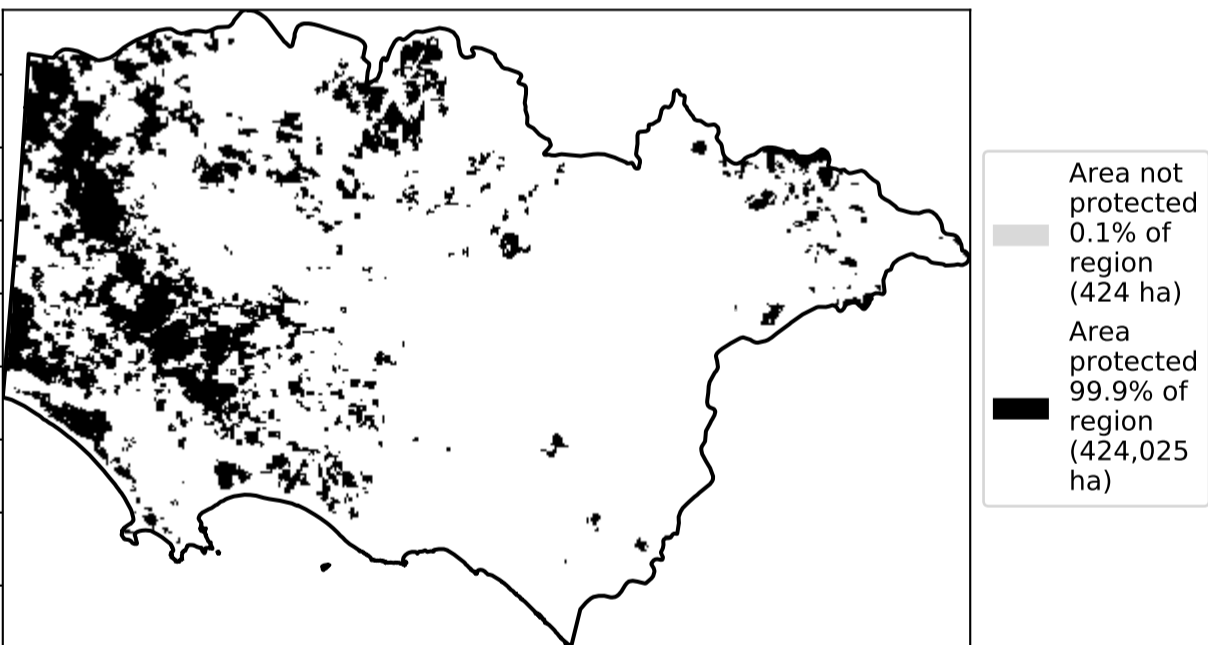 Area not
protected
0.1% of
region
(424 ha)
Area
protected
99.9% of
region
(424,025
ha)